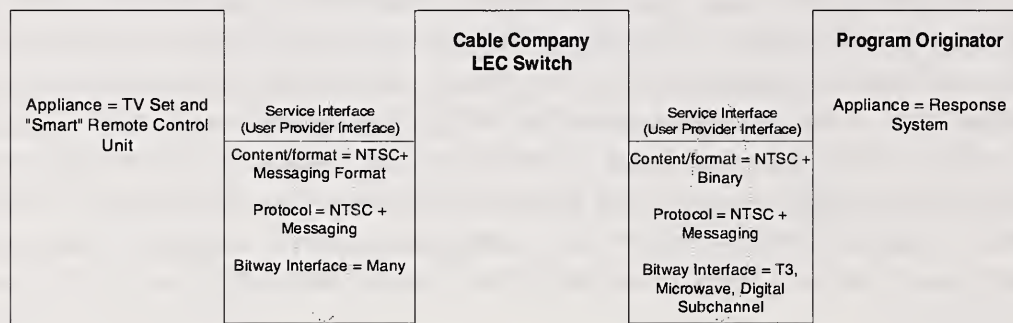 Appliance = TV Set and
"Smart" Remote Control
Unit
Service Interface
(User Provider Interface)
Content/format = NTSC+
Messaging Format
Protocol = NTSC +
Messaging
Bitway Interface = Many
Cable Company
LEC Switch
Service Interface
(User Provider Interface)
Content/format = NTSC +
Binary
Protocol = NTSC +
Messaging
Bitway Interface = T3,
Microwave, Digital
Subchannel
Program Originator
Appliance = Response
System